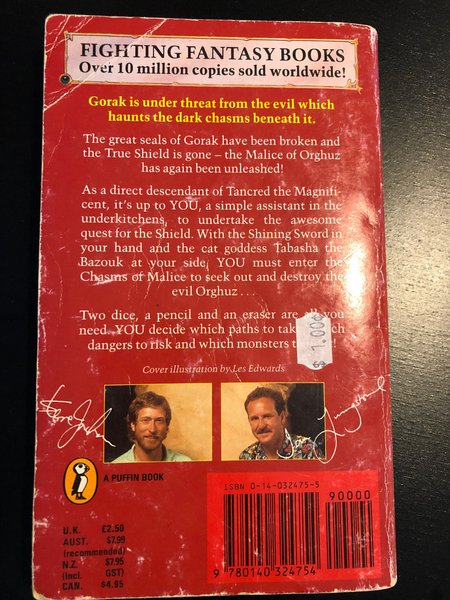 FIGHTING FANTASY BOOKS
Over 10 million copies sold worldwide!
Gorak is under threat from the evil which
haunts the dark chasms beneath it.
The great seals of Gorak have been broken and
the True Shield is gone – the Malice of Orghuz
has again been unleashed!
As a direct descendant of Tancred the Magnifi-
cent, it's up to YOU, a simple assistant in the
underkitchens, to undertake the awesome
quest for the Shield. With the Shining Sword in
your hand and the cat goddess Tabasha the
Bazouk at your side, YOU must enter the
Chasms of Malice to seek out and destroy the
evil Orghuz . . .
Two dice, a pencil and an eraser are all you
need. YOU decide which paths to take,
dangers to risk and which monsters
$ 1.00
Cover illustration by Les Edwards
Steve Jackson
Livingstone
A PUFFIN BOOK
U.K. £2.50
AUST. $7.99
(recommended)
N.Z. $7.95
(incl. GST)
CAN. $4.95
ISBN 0-14-032475-5
90000
9 780140 324754